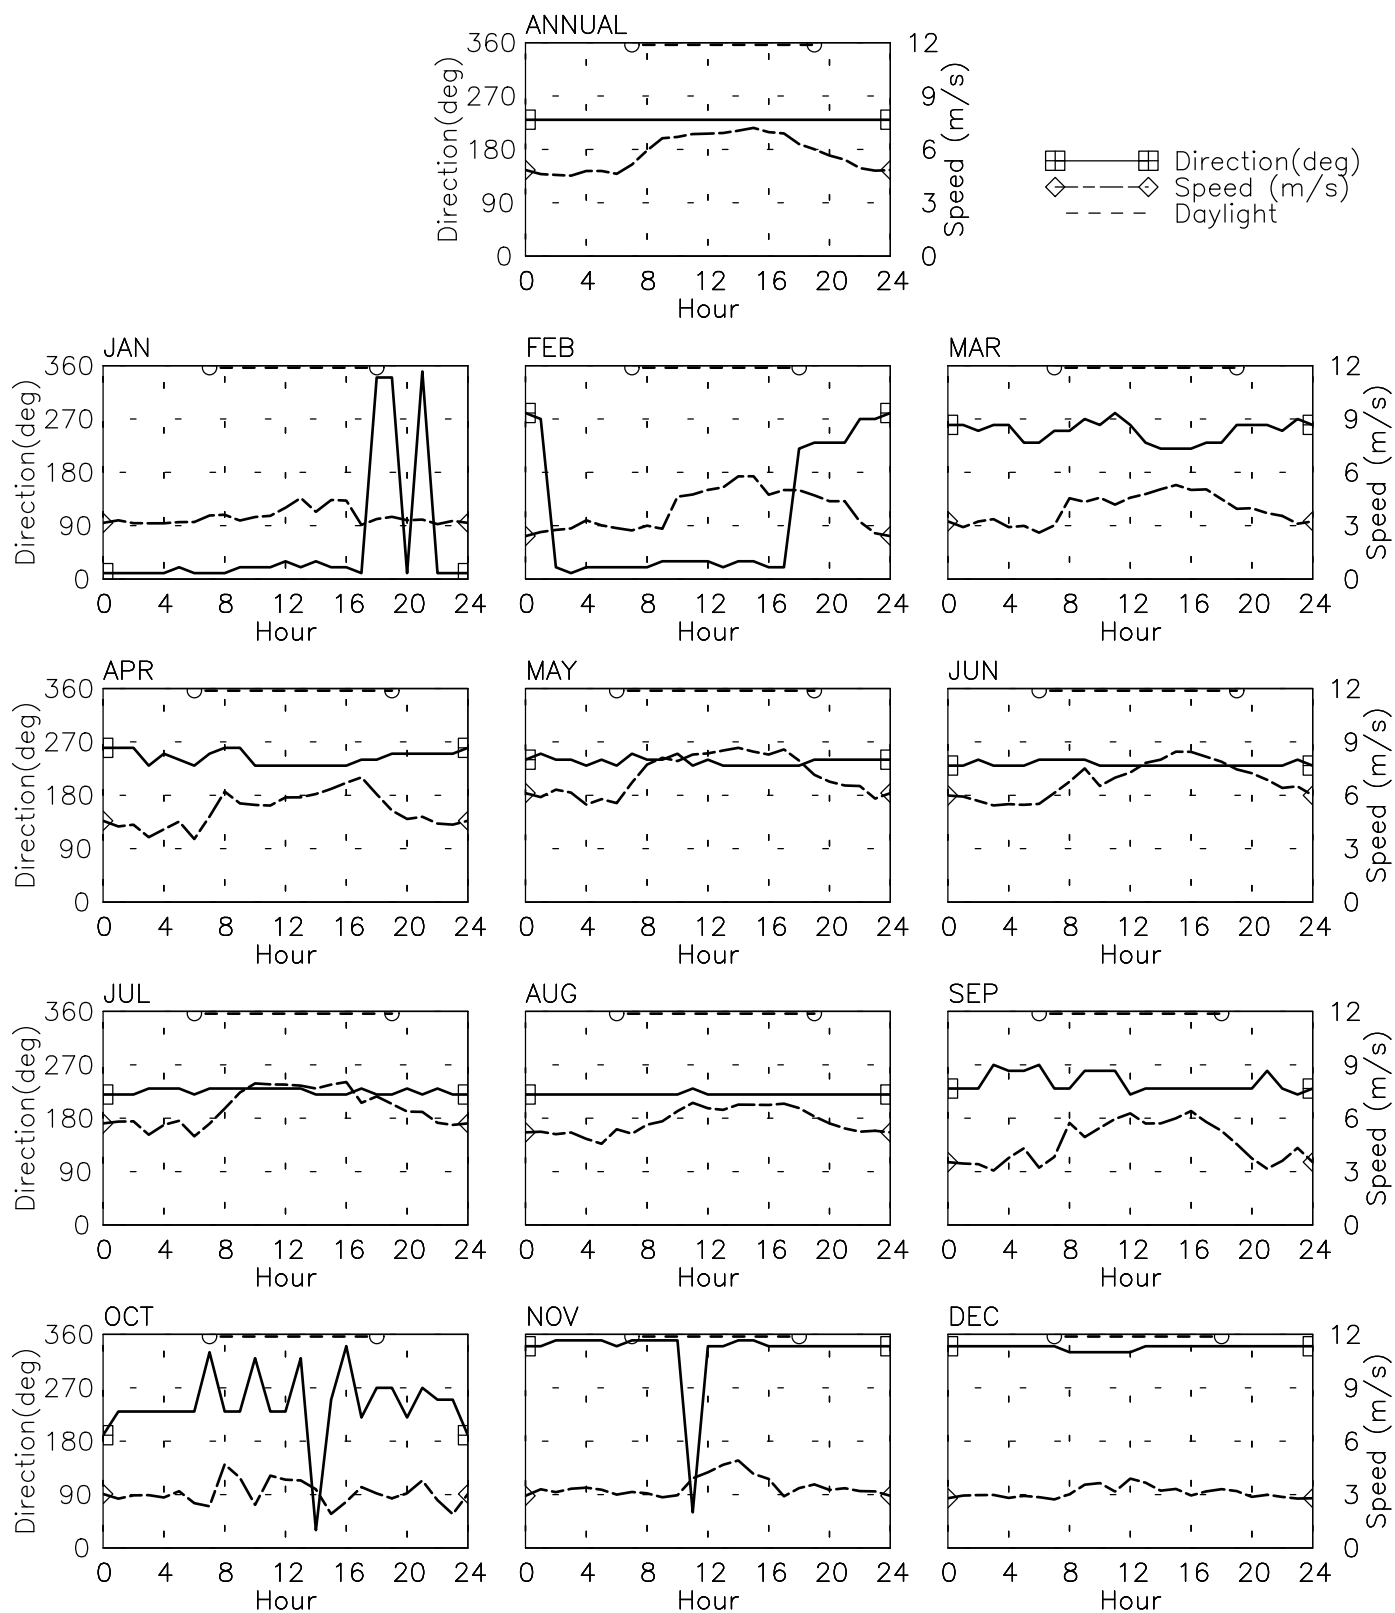 ANNUAL
360 12
270 9
180 6
90 3
0 0
Direction(deg)
Speed (m/s)
0 4 8 12 16 20 24
Hour
Direction(deg)
Speed (m/s)
Daylight
JAN FEB MAR
360 12
270 9
180 6
90 3
0 0
Direction(deg)
Speed (m/s)
0 4 8 12 16 20 24 0 4 8 12 16 20 24 0 4 8 12 16 20 24
Hour Hour Hour
APR MAY JUN
360 12
270 9
180 6
90 3
0 0
Direction(deg)
Speed (m/s)
0 4 8 12 16 20 24 0 4 8 12 16 20 24 0 4 8 12 16 20 24
Hour Hour Hour
JUL AUG SEP
360 12
270 9
180 6
90 3
0 0
Direction(deg)
Speed (m/s)
0 4 8 12 16 20 24 0 4 8 12 16 20 24 0 4 8 12 16 20 24
Hour Hour Hour
OCT NOV DEC
360 12
270 9
180 6
90 3
0 0
Direction(deg)
Speed (m/s)
0 4 8 12 16 20 24 0 4 8 12 16 20 24 0 4 8 12 16 20 24
Hour Hour Hour